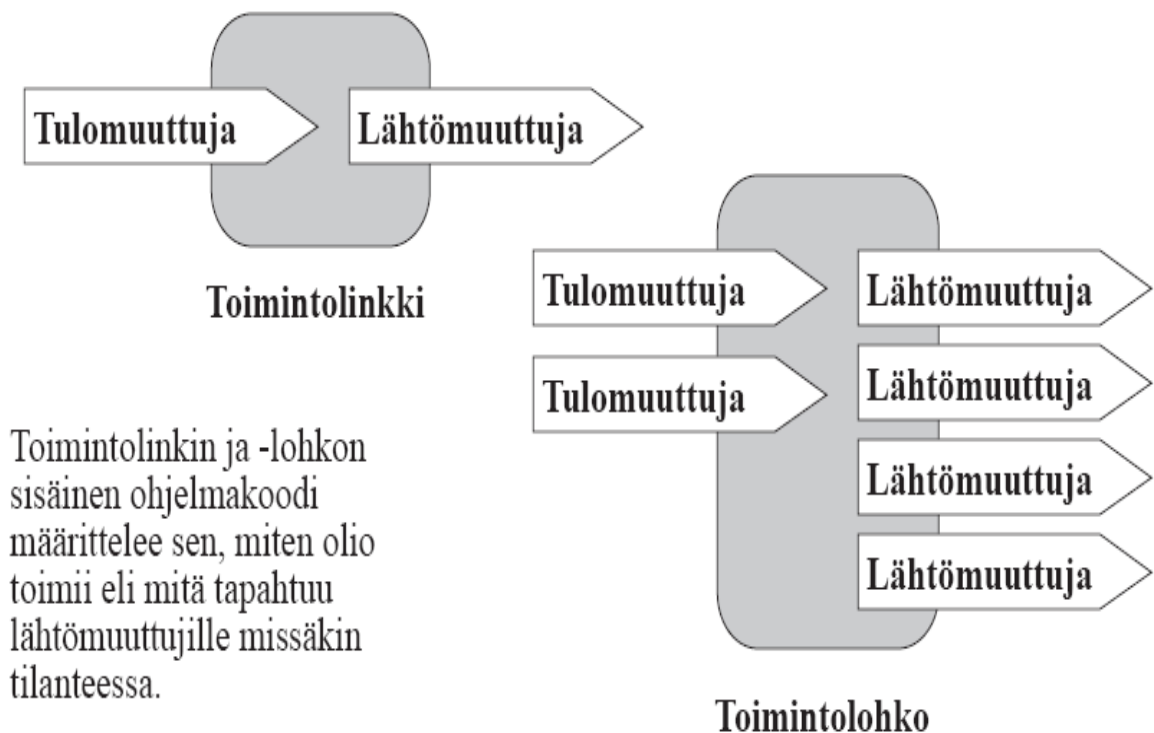 Tulomuuttuja
Lähtömuuttuja
Toimintolinkki
Tulomuuttuja
Lähtömuuttuja
Tulomuuttuja
Lähtömuuttuja
Lähtömuuttuja
Lähtömuuttuja
Toimintolohko
Toimintolinkin ja -lohkon
sisäinen ohjelmakoodi
määrittelee sen, miten olio
toimii eli mitä tapahtuu
lähtömuuttujille missäkin
tilanteessa.